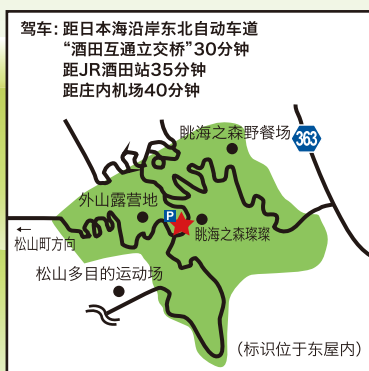 驾车：距日本海沿岸东北自动车道
“酒田互通立交桥”30分钟
距JR酒田站35分钟
距庄内机场40分钟
眺海之森野餐场
363
外山露营地
P
眺海之森璨璨
←
松山町方向
松山多目的运动场
（标识位于东屋内）